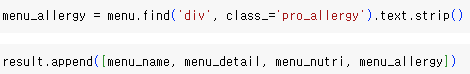 menu_allergy = menu.find('div', class_='pro_allergy').text.strip()
result.append([menu_name, menu_detail, menu_nutri, menu_allergy])